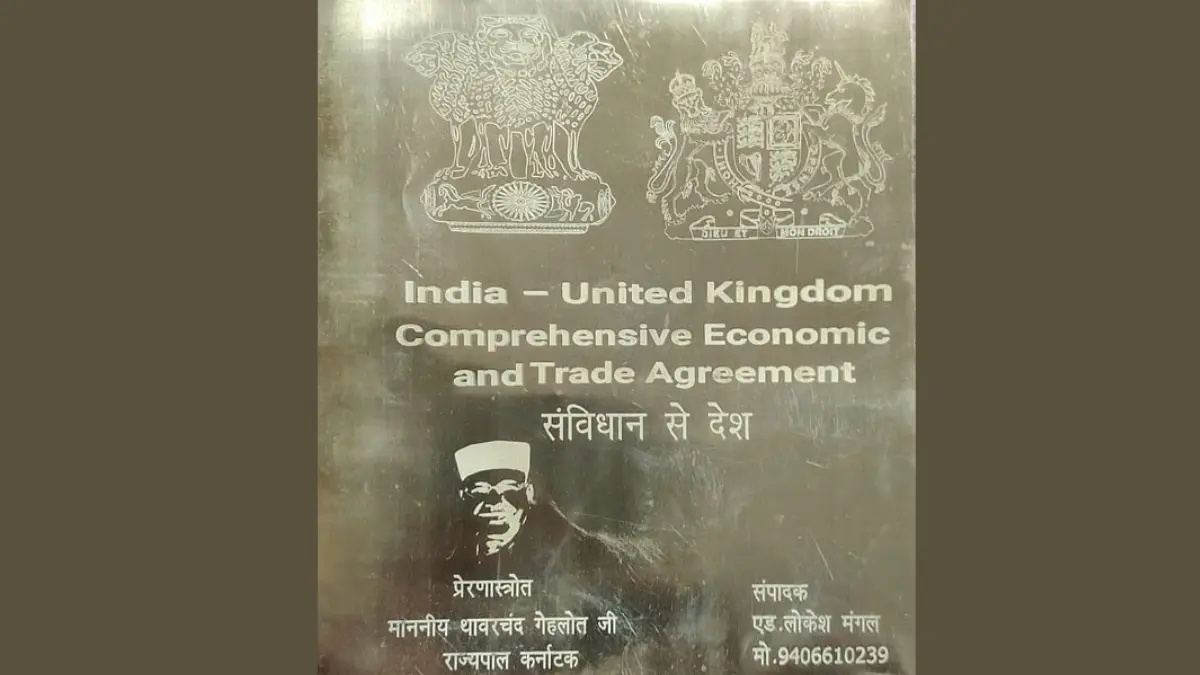 DIEU ET MON DROIT
India – United Kingdom
Comprehensive Economic
and Trade Agreement
संविधान से देश
प्रेरणास्त्रोत
माननीय थावरचंद गेहलोत जी
राज्यपाल कर्नाटक
संपादक
एड.लोकेश मंगल
मो.9406610239